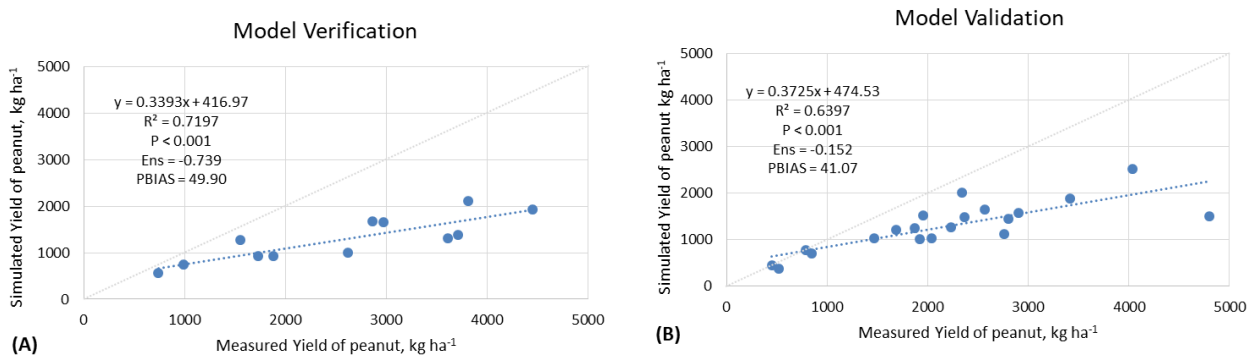 Model Verification
Simulated Yield of peanut, kg ha⁻¹
5000
4000
3000
2000
1000
0
y = 0.3393x + 416.97
R² = 0.7197
P < 0.001
Ens = -0.739
PBIAS = 49.90
0 1000 2000 3000 4000 5000
Measured Yield of peanut, kg ha⁻¹
(A)
Model Validation
Simulated Yield of peanut kg ha⁻¹
5000
4000
3000
2000
1000
0
y = 0.3725x + 474.53
R² = 0.6397
P < 0.001
Ens = -0.152
PBIAS = 41.07
0 1000 2000 3000 4000 5000
Measured Yield of peanut, kg ha⁻¹
(B)